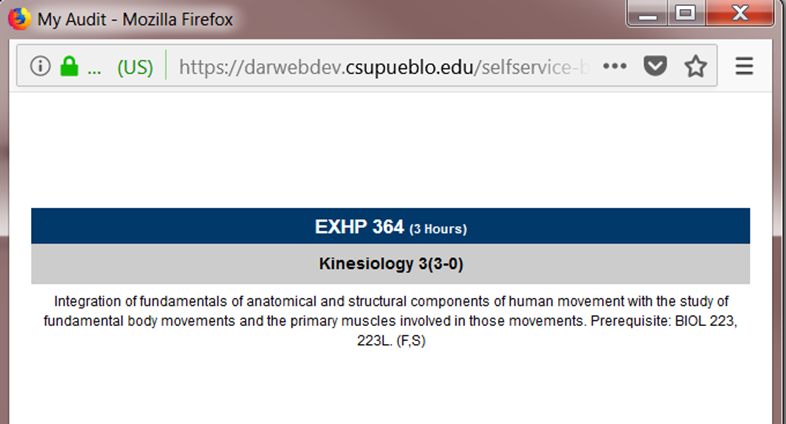 My Audit - Mozilla Firefox
... (US) https://darwebdev.csupueblo.edu/selfservice-b
EXHP 364 (3 Hours)
Kinesiology 3(3-0)
Integration of fundamentals of anatomical and structural components of human movement with the study of
fundamental body movements and the primary muscles involved in those movements. Prerequisite: BIOL 223,
223L. (F,S)